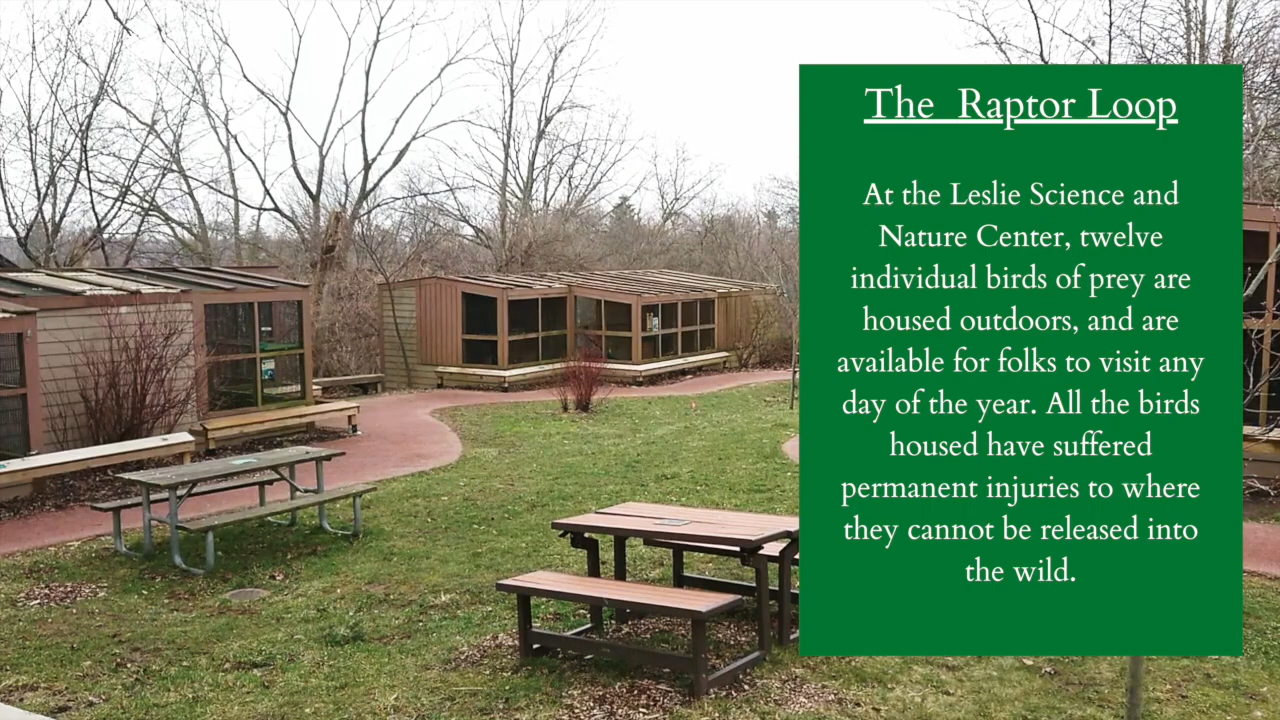 The Raptor Loop
At the Leslie Science and
Nature Center, twelve
individual birds of prey are
housed outdoors, and are
available for folks to visit any
day of the year. All the birds
housed have suffered
permanent injuries to where
they cannot be released into
the wild.